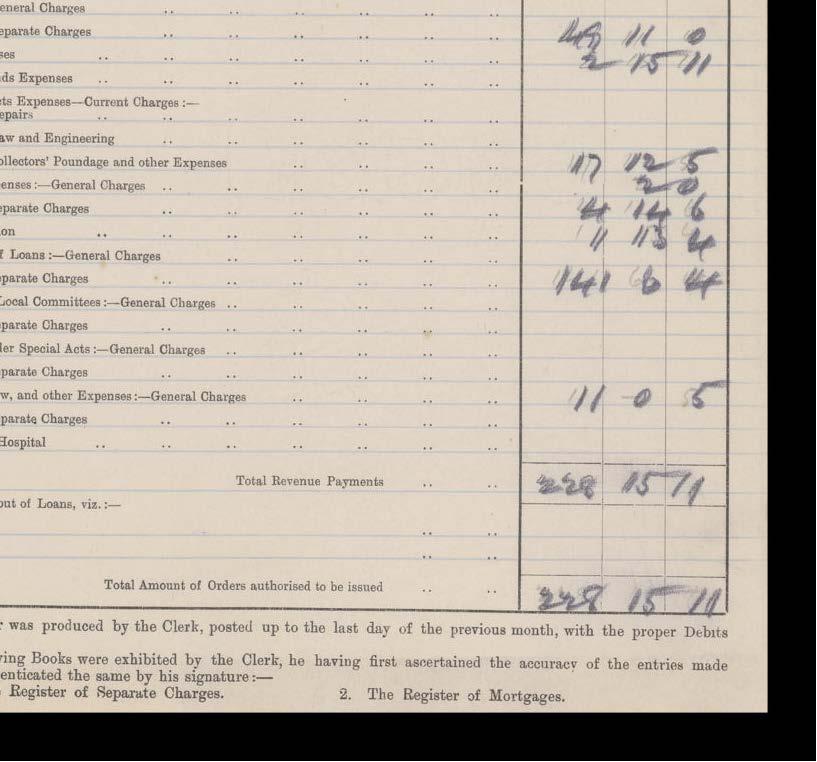 eneral Charges .. .. .. .. .. ..
eparate Charges .. .. .. .. .. .. 49 11 0
ses .. .. .. .. .. .. .. 2 15 11
ds Expenses .. .. .. .. .. .. ..
ts Expenses—Current Charges :—
epairs .. .. .. .. .. .. ..
aw and Engineering .. .. .. .. .. ..
ollectors' Poundage and other Expenses .. .. .. .. 17 12 5
enses :—General Charges .. .. .. .. .. .. 2 0
eparate Charges .. .. .. .. .. .. 4 14 6
on .. .. .. .. .. .. .. 1 13 4
f Loans :—General Charges .. .. .. .. ..
eparate Charges .. .. .. .. .. .. 141 6 4
Local Committees :—General Charges .. .. .. .. ..
eparate Charges .. .. .. .. .. ..
ler Special Acts :—General Charges .. .. .. .. ..
eparate Charges .. .. .. .. .. ..
w, and other Expenses :—General Charges .. .. .. .. 11 0 5
parate Charges .. .. .. .. .. ..
Hospital .. .. .. .. .. .. ..
Total Revenue Payments .. .. 228 15 11
out of Loans, viz. :—
.. ..
.. ..
Total Amount of Orders authorised to be issued .. .. 228 15 11
r was produced by the Clerk, posted up to the last day of the previous month, with the proper Debits
ving Books were exhibited by the Clerk, he having first ascertained the accuracy of the entries made
enticated the same by his signature :—
Register of Separate Charges. 2. The Register of Mortgages.